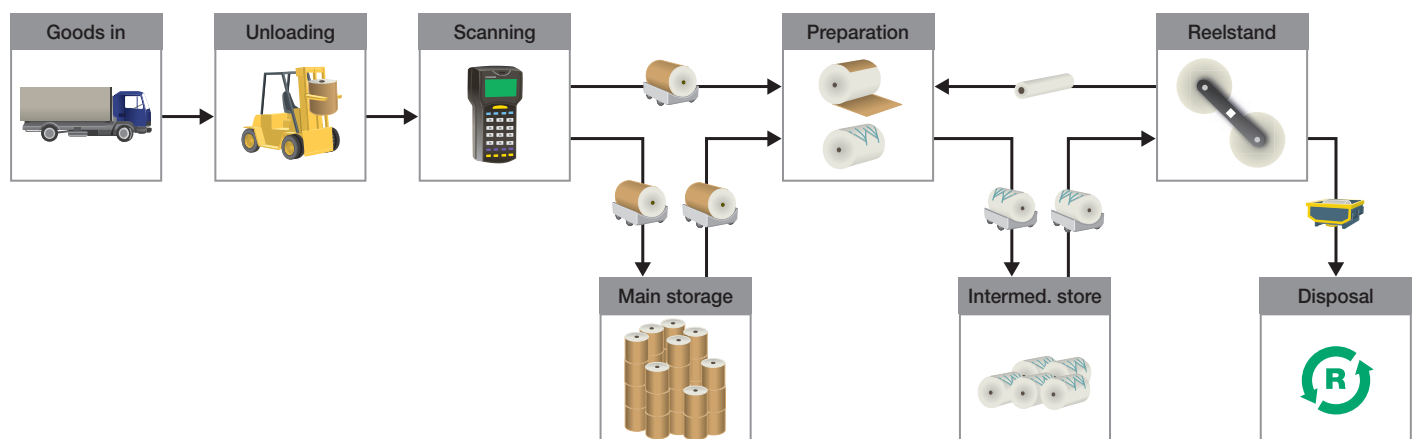 Goods in
Unloading
Scanning
Preparation
Reelstand
Main storage
Intermed. store
Disposal
R